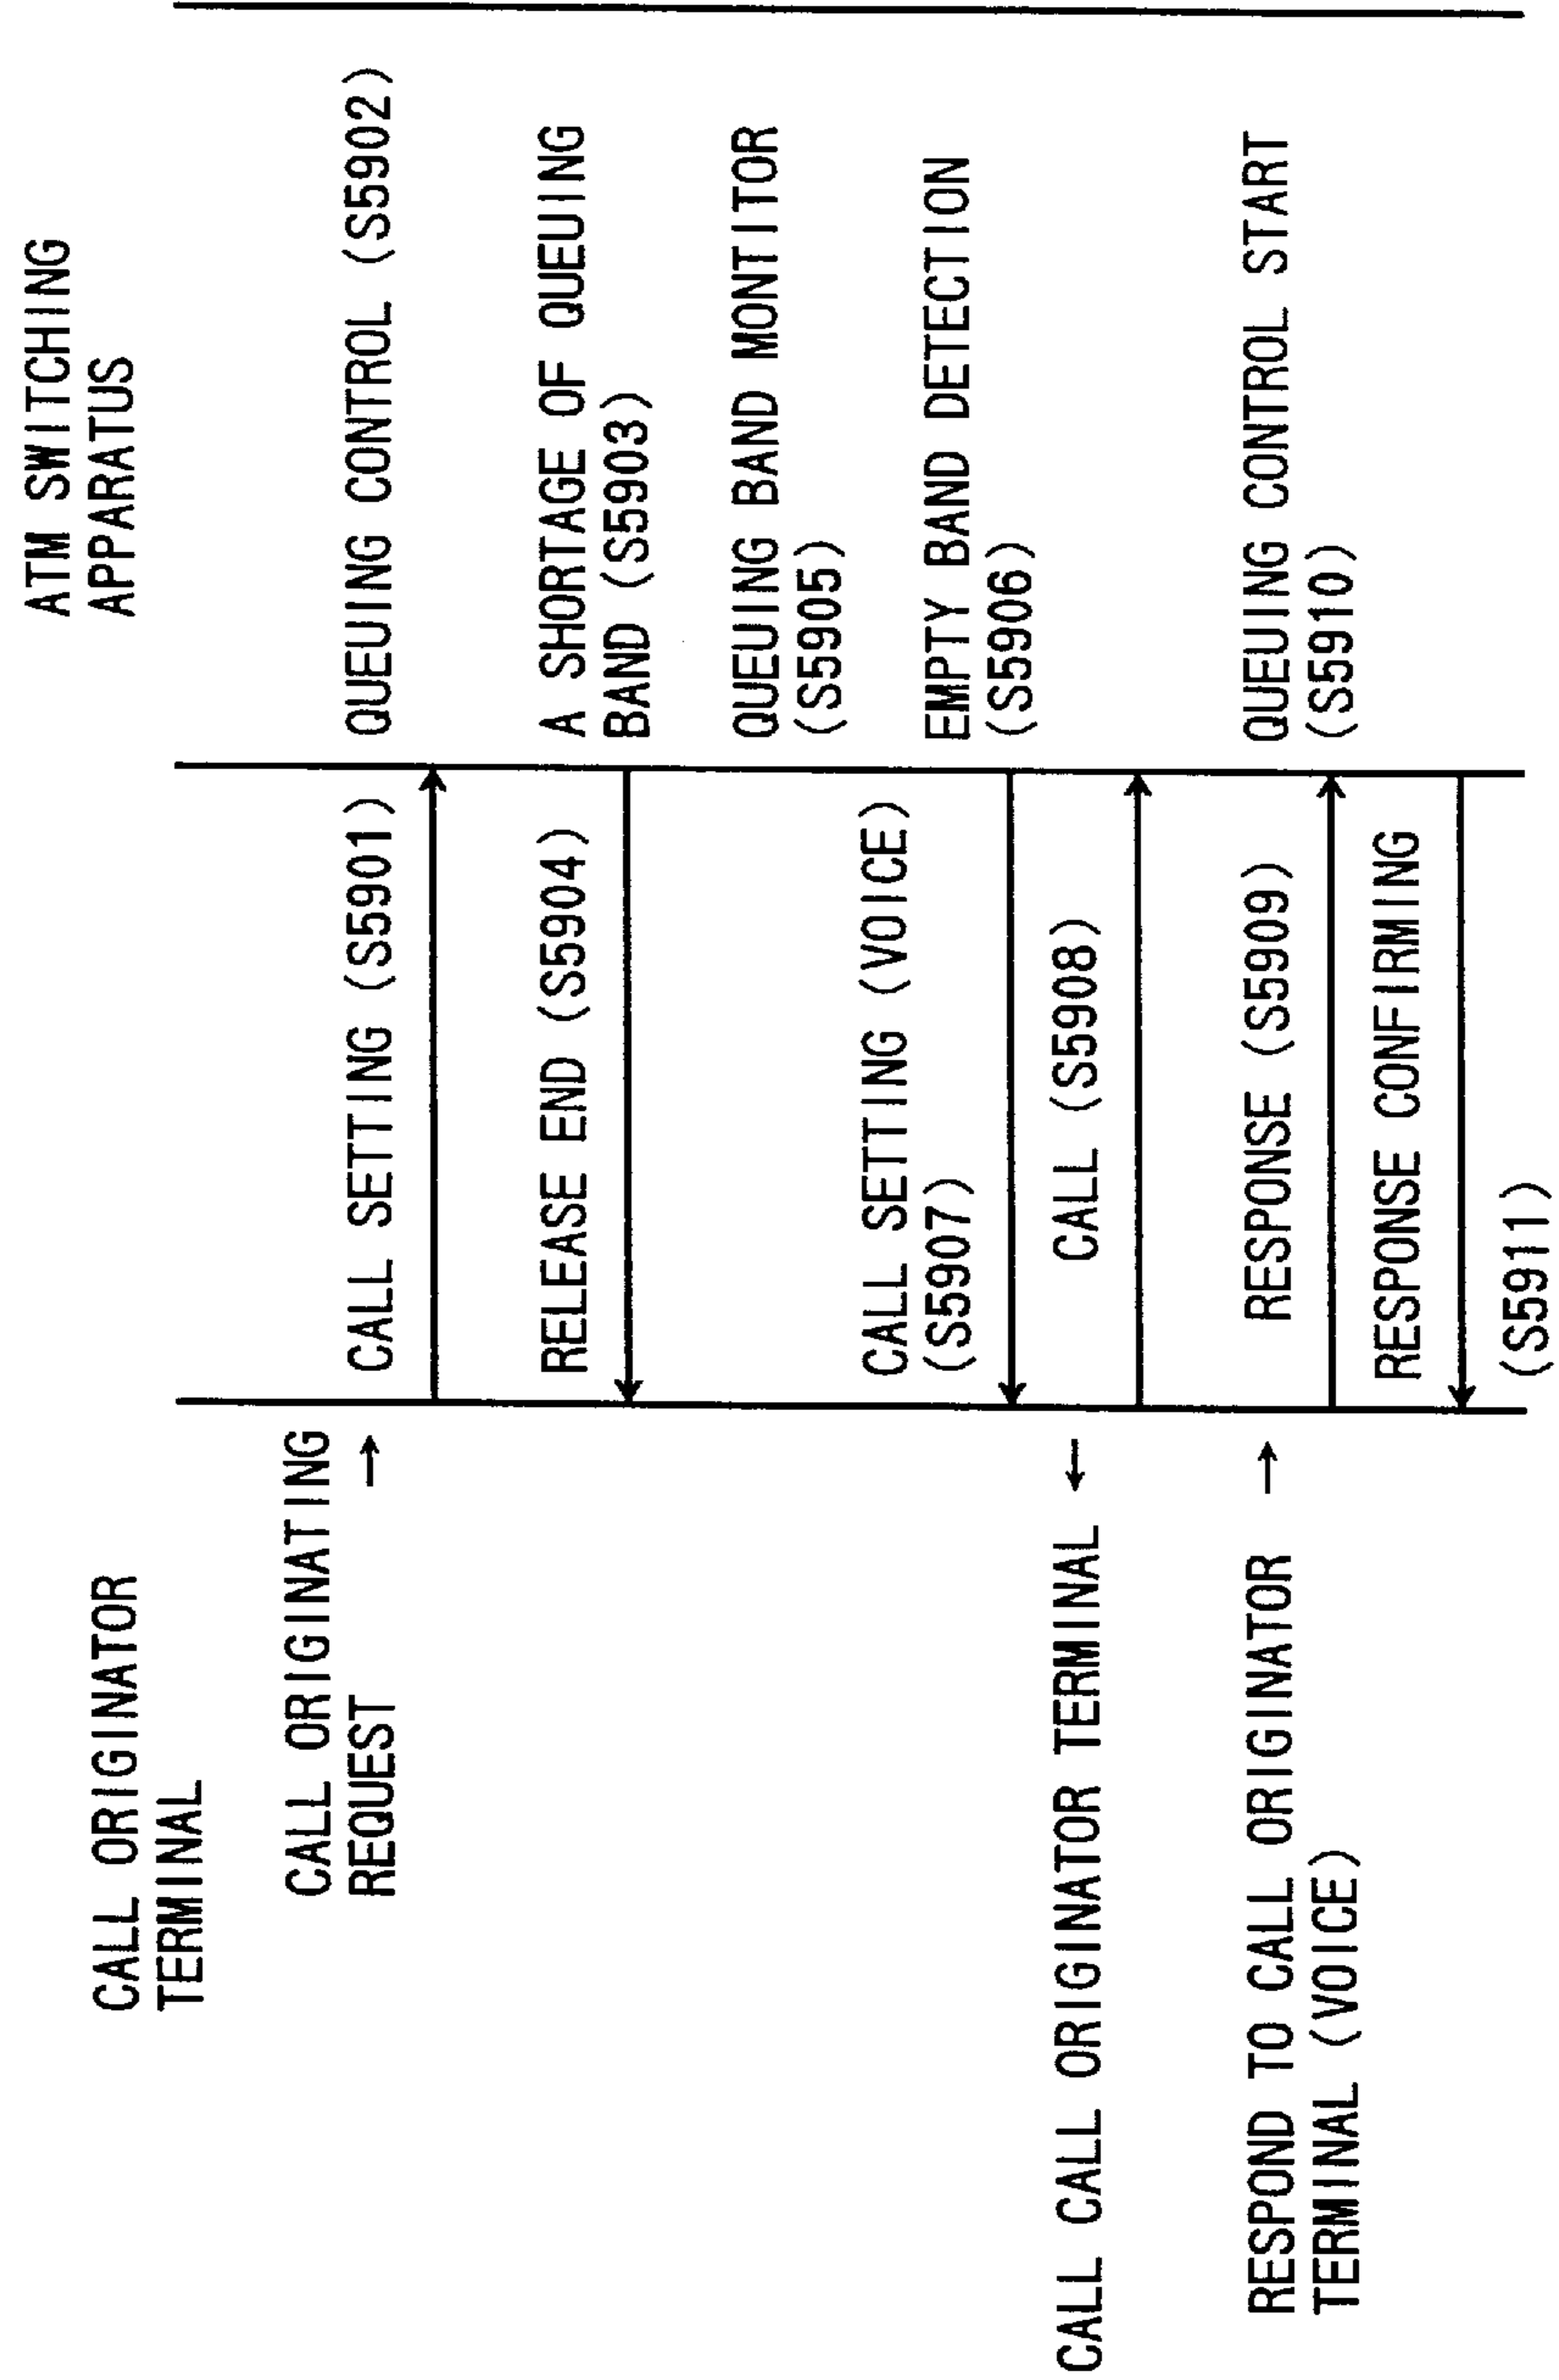 ATM SWITCHING
APPARATUS
CALL ORIGINATOR
TERMINAL
CALL ORIGINATING
REQUEST
CALL SETTING (S5901)
QUEUING CONTROL (S5902)
RELEASE END (S5904)
A SHORTAGE OF QUEUING
BAND (S5903)
QUEUING BAND MONTITOR
(S5905)
CALL SETTING (VOICE)
(S5907)
EMPTY BAND DETECTION
(S5906)
CALL CALL ORIGINATOR TERMINAL
CALL (S5908)
RESPOND TO CALL ORIGINATOR
TERMINAL (VOICE)
RESPONSE (S5909)
QUEUING CONTROL START
(S5910)
RESPONSE CONFIRMING
(S5911)